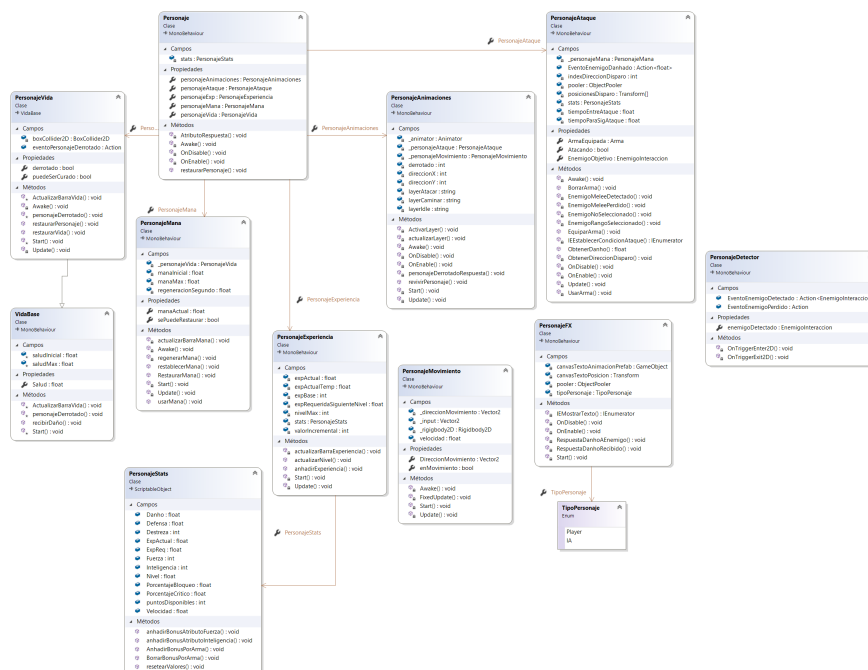 Personaje
Clase
→ MonoBehaviour
Campos
stats : PersonajeStats
Propiedades
personajeAnimaciones : PersonajeAnimaciones
personajeAtaque : PersonajeAtaque
personajeExp : PersonajeExperiencia
personajeMana : PersonajeMana
personajeVida : PersonajeVida
Métodos
AtributoRespuesta() : void
Awake() : void
OnDisable() : void
OnEnable() : void
restaurarPersonaje() : void
PersonajeAtaque
PersonajeAtaque
Clase
→ MonoBehaviour
Campos
_personajeMana : PersonajeMana
EventoEnemigoDanhado : Action<float>
indexDireccionDisparo : int
pooler : ObjectPooler
posicionesDisparo : Transform[]
stats : PersonajeStats
tiempoEntreAtaque : float
tiempoParaSigAtaque : float
Propiedades
ArmaEquipada : Arma
Atacando : bool
EnemigoObjetivo : EnemigoInteraccion
Métodos
Awake() : void
BorrarArma() : void
EnemigoMeleeDetectado() : void
EnemigoMeleePerdido() : void
EnemigoNoSeleccionado() : void
EnemigoRangoSeleccionado() : void
EquiparArma() : void
IEEstablecerCondicionAtaque() : IEnumerator
ObtenerDanho() : float
ObtenerDireccionDisparo() : void
OnDisable() : void
OnEnable() : void
Update() : void
UsarArma() : void
PersonajeVida
Clase
→ VidaBase
Campos
boxCollider2D : BoxCollider2D
eventoPersonajeDerrotado : Action
Propiedades
derrotado : bool
puedeSerCurado : bool
Métodos
ActualizarBarraVida() : void
Awake() : void
personajeDerrotado() : void
restaurarPersonaje() : void
restaurarVida() : void
Start() : void
Update() : void
Perso...
PersonajeAnimaciones
PersonajeAnimaciones
Clase
→ MonoBehaviour
Campos
_animator : Animator
_personajeAtaque : PersonajeAtaque
_personajeMovimiento : PersonajeMovimiento
derrotado : int
direccionX : int
direccionY : int
layerAtacar : string
layerCaminar : string
layerIdle : string
Métodos
ActivarLayer() : void
actualizarLayer() : void
Awake() : void
OnDisable() : void
OnEnable() : void
personajeDerrotadoRespuesta() : void
revivirPersonaje() : void
Start() : void
Update() : void
PersonajeMana
PersonajeMana
Clase
→ MonoBehaviour
Campos
_personajeVida : PersonajeVida
manaInicial : float
manaMax : float
regeneracionSegundo : float
Propiedades
manaActual : float
sePuedeRestaurar : bool
Métodos
actualizarBarraMana() : void
Awake() : void
regenerarMana() : void
restablecerMana() : void
RestaurarMana() : void
Start() : void
Update() : void
usarMana() : void
PersonajeDetector
Clase
→ MonoBehaviour
Campos
EventoEnemigoDetectado : Action<EnemigoInteraccio
EventoEnemigoPerdido : Action
Propiedades
enemigoDetectado : EnemigoInteraccion
Métodos
OnTriggerEnter2D() : void
OnTriggerExit2D() : void
PersonajeExperiencia
VidaBase
Clase
→ MonoBehaviour
Campos
saludInicial : float
saludMax : float
Propiedades
Salud : float
Métodos
ActualizarBarraVida() : void
personajeDerrotado() : void
recibirDaño() : void
Start() : void
PersonajeExperiencia
Clase
→ MonoBehaviour
Campos
expActual : float
expActualTemp : float
expBase : int
expRequeridaSiguienteNivel : float
nivelMax : int
stats : PersonajeStats
valorIncremental : int
Métodos
actualizarBarraExperiencia() : void
actualizarNivel() : void
anhadirExperiencia() : void
Start() : void
Update() : void
PersonajeMovimiento
Clase
→ MonoBehaviour
Campos
_direccionMovimiento : Vector2
_input : Vector2
_rigigbody2D : Rigidbody2D
velocidad : float
Propiedades
DireccionMovimiento : Vector2
enMovimiento : bool
Métodos
Awake() : void
FixedUpdate() : void
Start() : void
Update() : void
PersonajeFX
Clase
→ MonoBehaviour
Campos
canvasTextoAnimacionPrefab : GameObject
canvasTextoPosicion : Transform
pooler : ObjectPooler
tipoPersonaje : TipoPersonaje
Métodos
IEMostrarTexto() : IEnumerator
OnDisable() : void
OnEnable() : void
RespuestaDanhoAEnemigo() : void
RespuestaDanhoRecibido() : void
Start() : void
TipoPersonaje
TipoPersonaje
Enum
Player
IA
PersonajeStats
PersonajeStats
Clase
→ ScriptableObject
Campos
Danho : float
Defensa : float
Destreza : int
ExpActual : float
ExpReq : float
Fuerza : int
Inteligencia : int
Nivel : float
PorcentajeBloqueo : float
PorcentajeCritico : float
puntosDisponibles : int
Velocidad : float
Métodos
anhadirBonusAtributoFuerza() : void
anhadirBonusAtributoInteligencia() : void
AnhadirBonusPorArma() : void
BorrarBonusPorArma() : void
resetearValores() : void